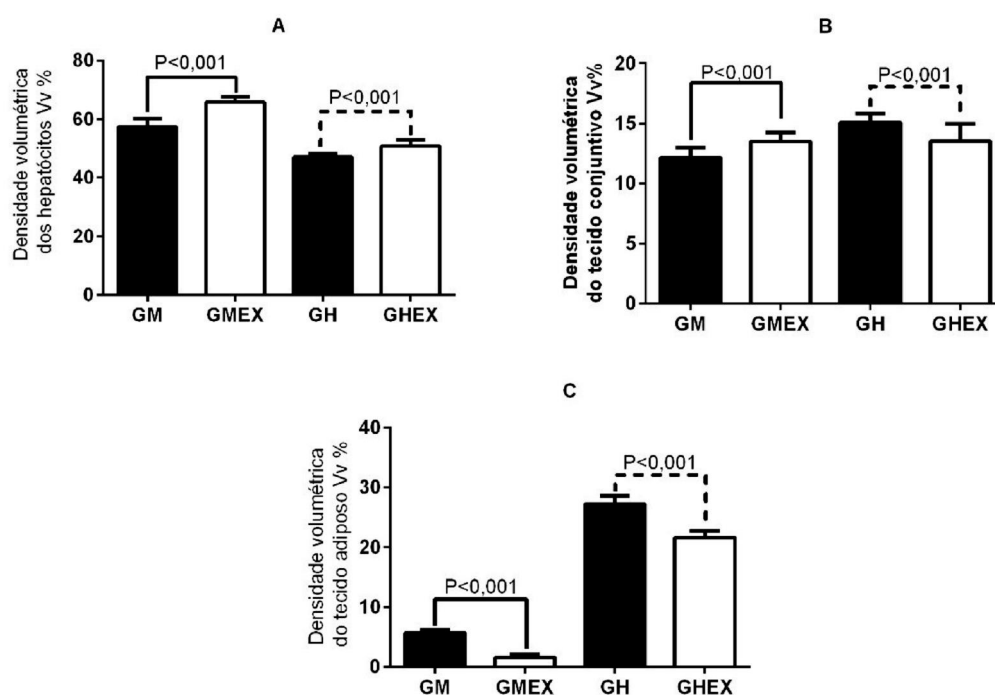 A
Densidade volumétrica
dos hepatócitos Vv %
80
60
40
20
0
P<0,001
P<0,001
GM GMEX GH GHEX
B
Densidade volumétrica
do tecido conjuntivo Vv%
20
15
10
5
0
P<0,001
P<0,001
GM GMEX GH GHEX
C
Densidade volumétrica
do tecido adiposo Vv %
40
30
20
10
0
P<0,001
P<0,001
GM GMEX GH GHEX